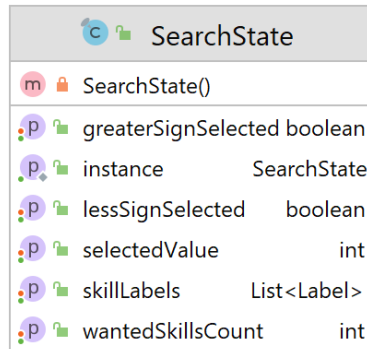 C SearchState
m SearchState()
p greaterSignSelected boolean
p instance SearchState
p lessSignSelected boolean
p selectedValue int
p skillLabels List<Label>
p wantedSkillsCount int